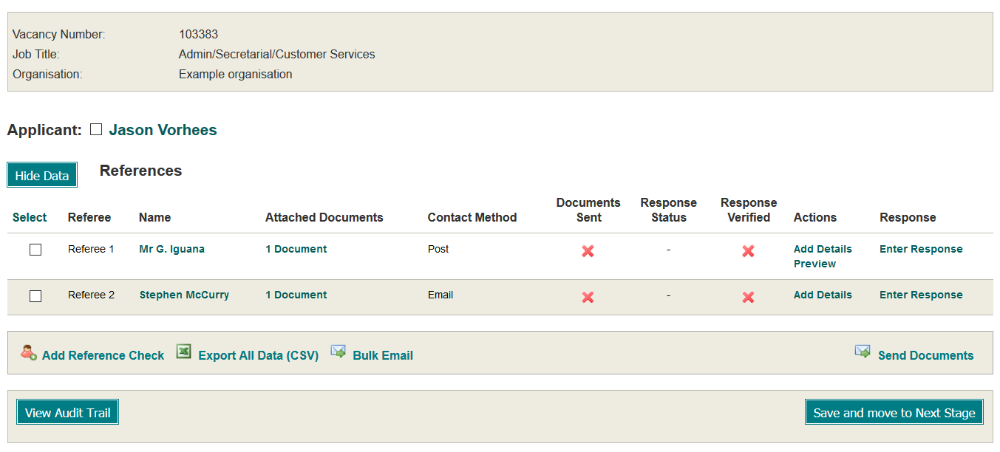 Vacancy Number: 103383
Job Title: Admin/Secretarial/Customer Services
Organisation: Example organisation
Applicant: Jason Vorhees
Hide Data References
Select Referee Name Attached Documents Contact Method Documents Sent Response Status Response Verified Actions Response
Referee 1 Mr G. Iguana 1 Document Post - Add Details Enter Response
Preview
Referee 2 Stephen McCurry 1 Document Email - Add Details Enter Response
Add Reference Check Export All Data (CSV) Bulk Email Send Documents
View Audit Trail Save and move to Next Stage